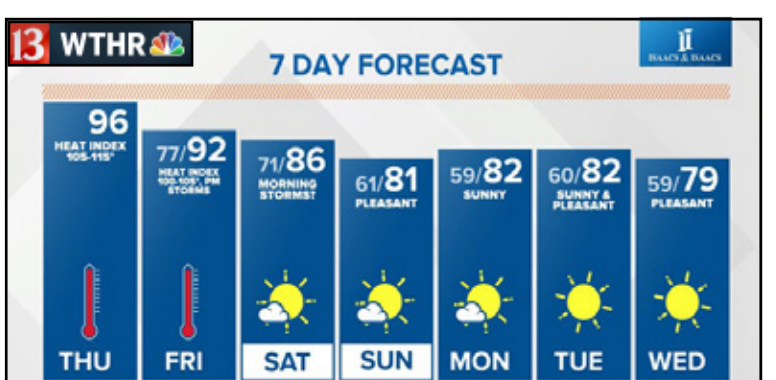 13 WTHR
7 DAY FORECAST
ISAACS & ISAACS
96
HEAT INDEX
105-115°
77/92
HEAT INDEX
100-105°, PM
STORMS
71/86
MORNING
STORMS?
61/81
PLEASANT
59/82
SUNNY
60/82
SUNNY &
PLEASANT
59/79
PLEASANT
THU
FRI
SAT
SUN
MON
TUE
WED